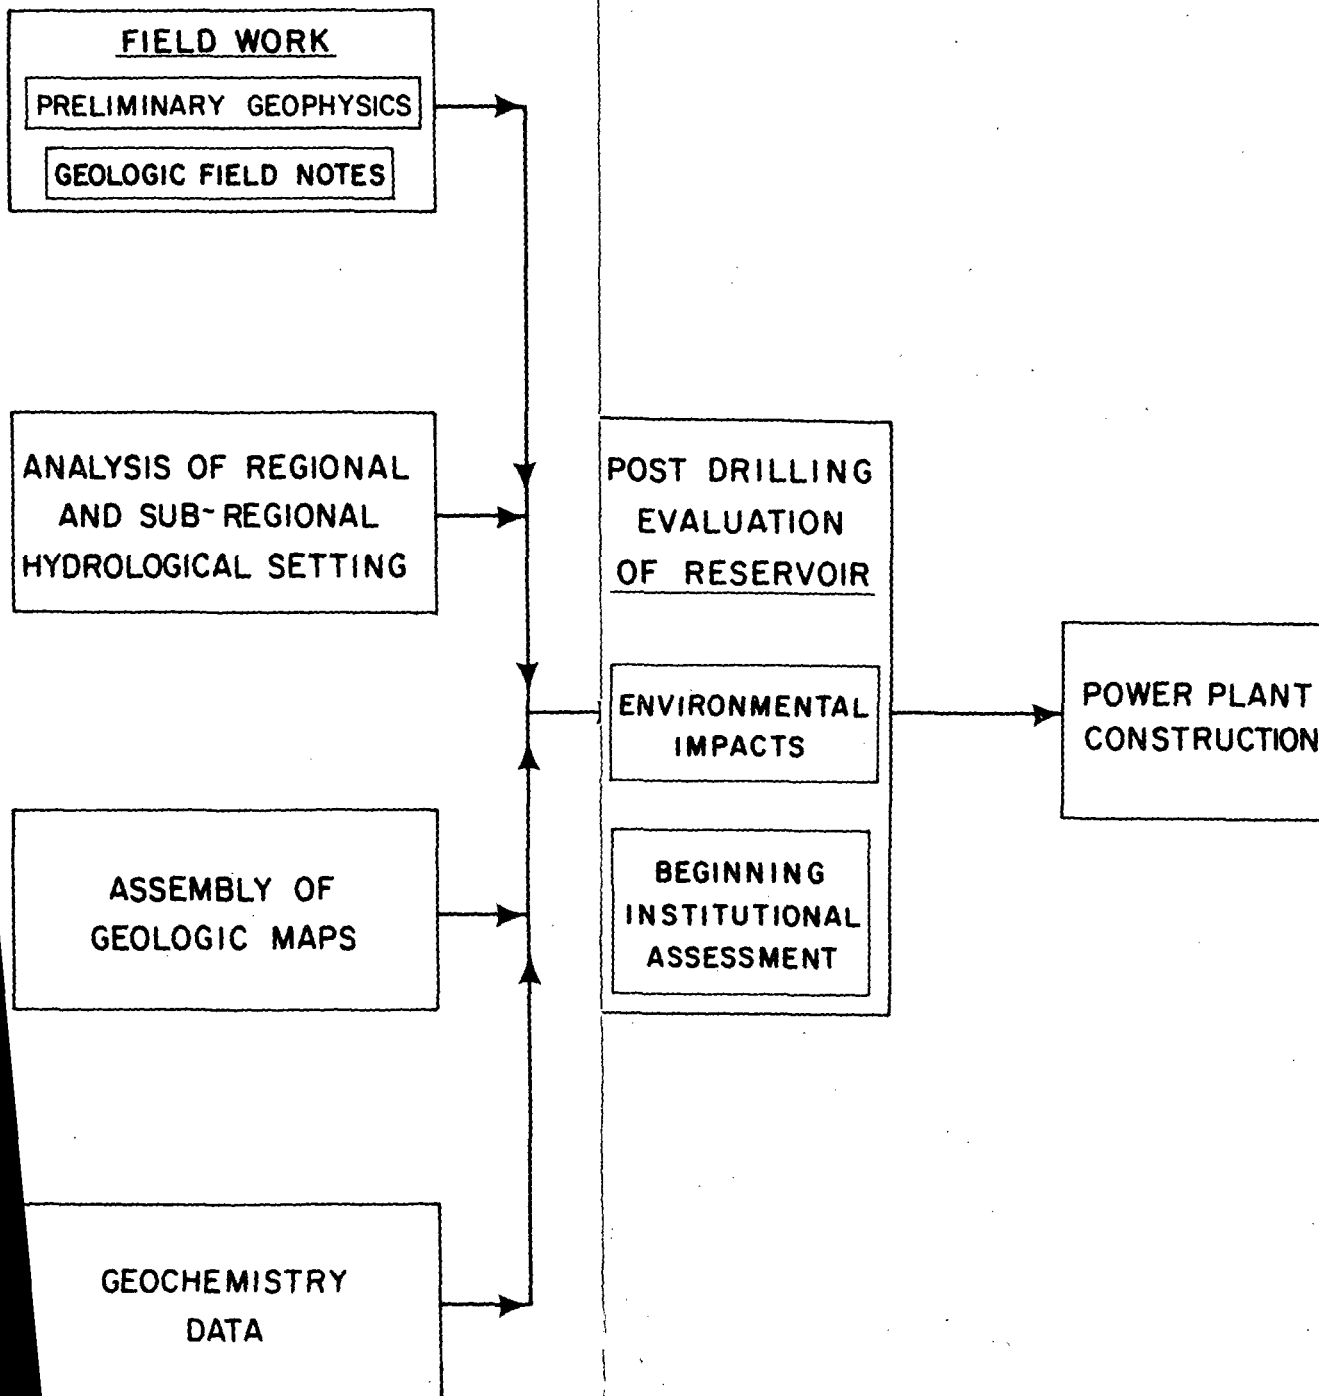 FIELD WORK
PRELIMINARY GEOPHYSICS
GEOLOGIC FIELD NOTES
ANALYSIS OF REGIONAL
AND SUB-REGIONAL
HYDROLOGICAL SETTING
ASSEMBLY OF
GEOLOGIC MAPS
GEOCHEMISTRY
DATA
POST DRILLING
EVALUATION
OF RESERVOIR
ENVIRONMENTAL
IMPACTS
BEGINNING
INSTITUTIONAL
ASSESSMENT
POWER PLANT
CONSTRUCTION